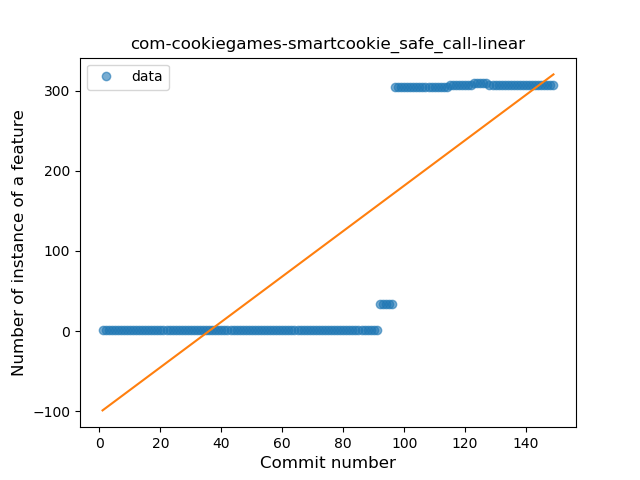 com-cookiegames-smartcookie_safe_call-linear
data
Number of instance of a feature
300
200
100
0
−100
0 20 40 60 80 100 120 140
Commit number